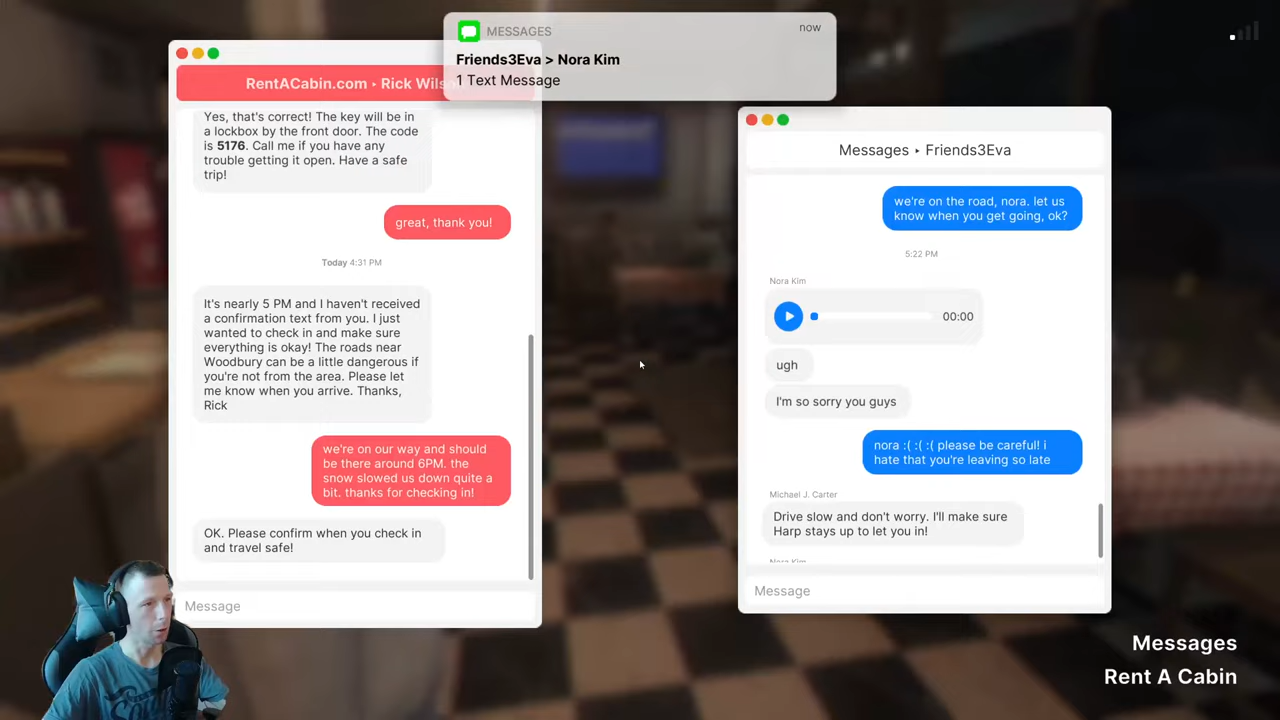 MESSAGES
now
Friends3Eva > Nora Kim
1 Text Message
RentACabin.com ▸ Rick
Yes, that's correct! The key will be in
a lockbox by the front door. The code
is 5176. Call me if you have any
trouble getting it open. Have a safe
trip!
great, thank you!
Today 4:31 PM
It's nearly 5 PM and I haven't received
a confirmation text from you. I just
wanted to check in and make sure
everything is okay! The roads near
Woodbury can be a little dangerous if
you're not from the area. Please let
me know when you arrive. Thanks,
Rick
we're on our way and should
be there around 6PM. the
snow slowed us down quite a
bit. thanks for checking in!
OK. Please confirm when you check in
and travel safe!
Message
Messages ▸ Friends3Eva
we're on the road, nora. let us
know when you get going, ok?
5:22 PM
Nora Kim
00:00
ugh
I'm so sorry you guys
nora :( :( :( please be careful! i
hate that you're leaving so late
Michael J. Carter
Drive slow and don't worry. I'll make sure
Harp stays up to let you in!
Nora Kim
Message
Messages
Rent A Cabin